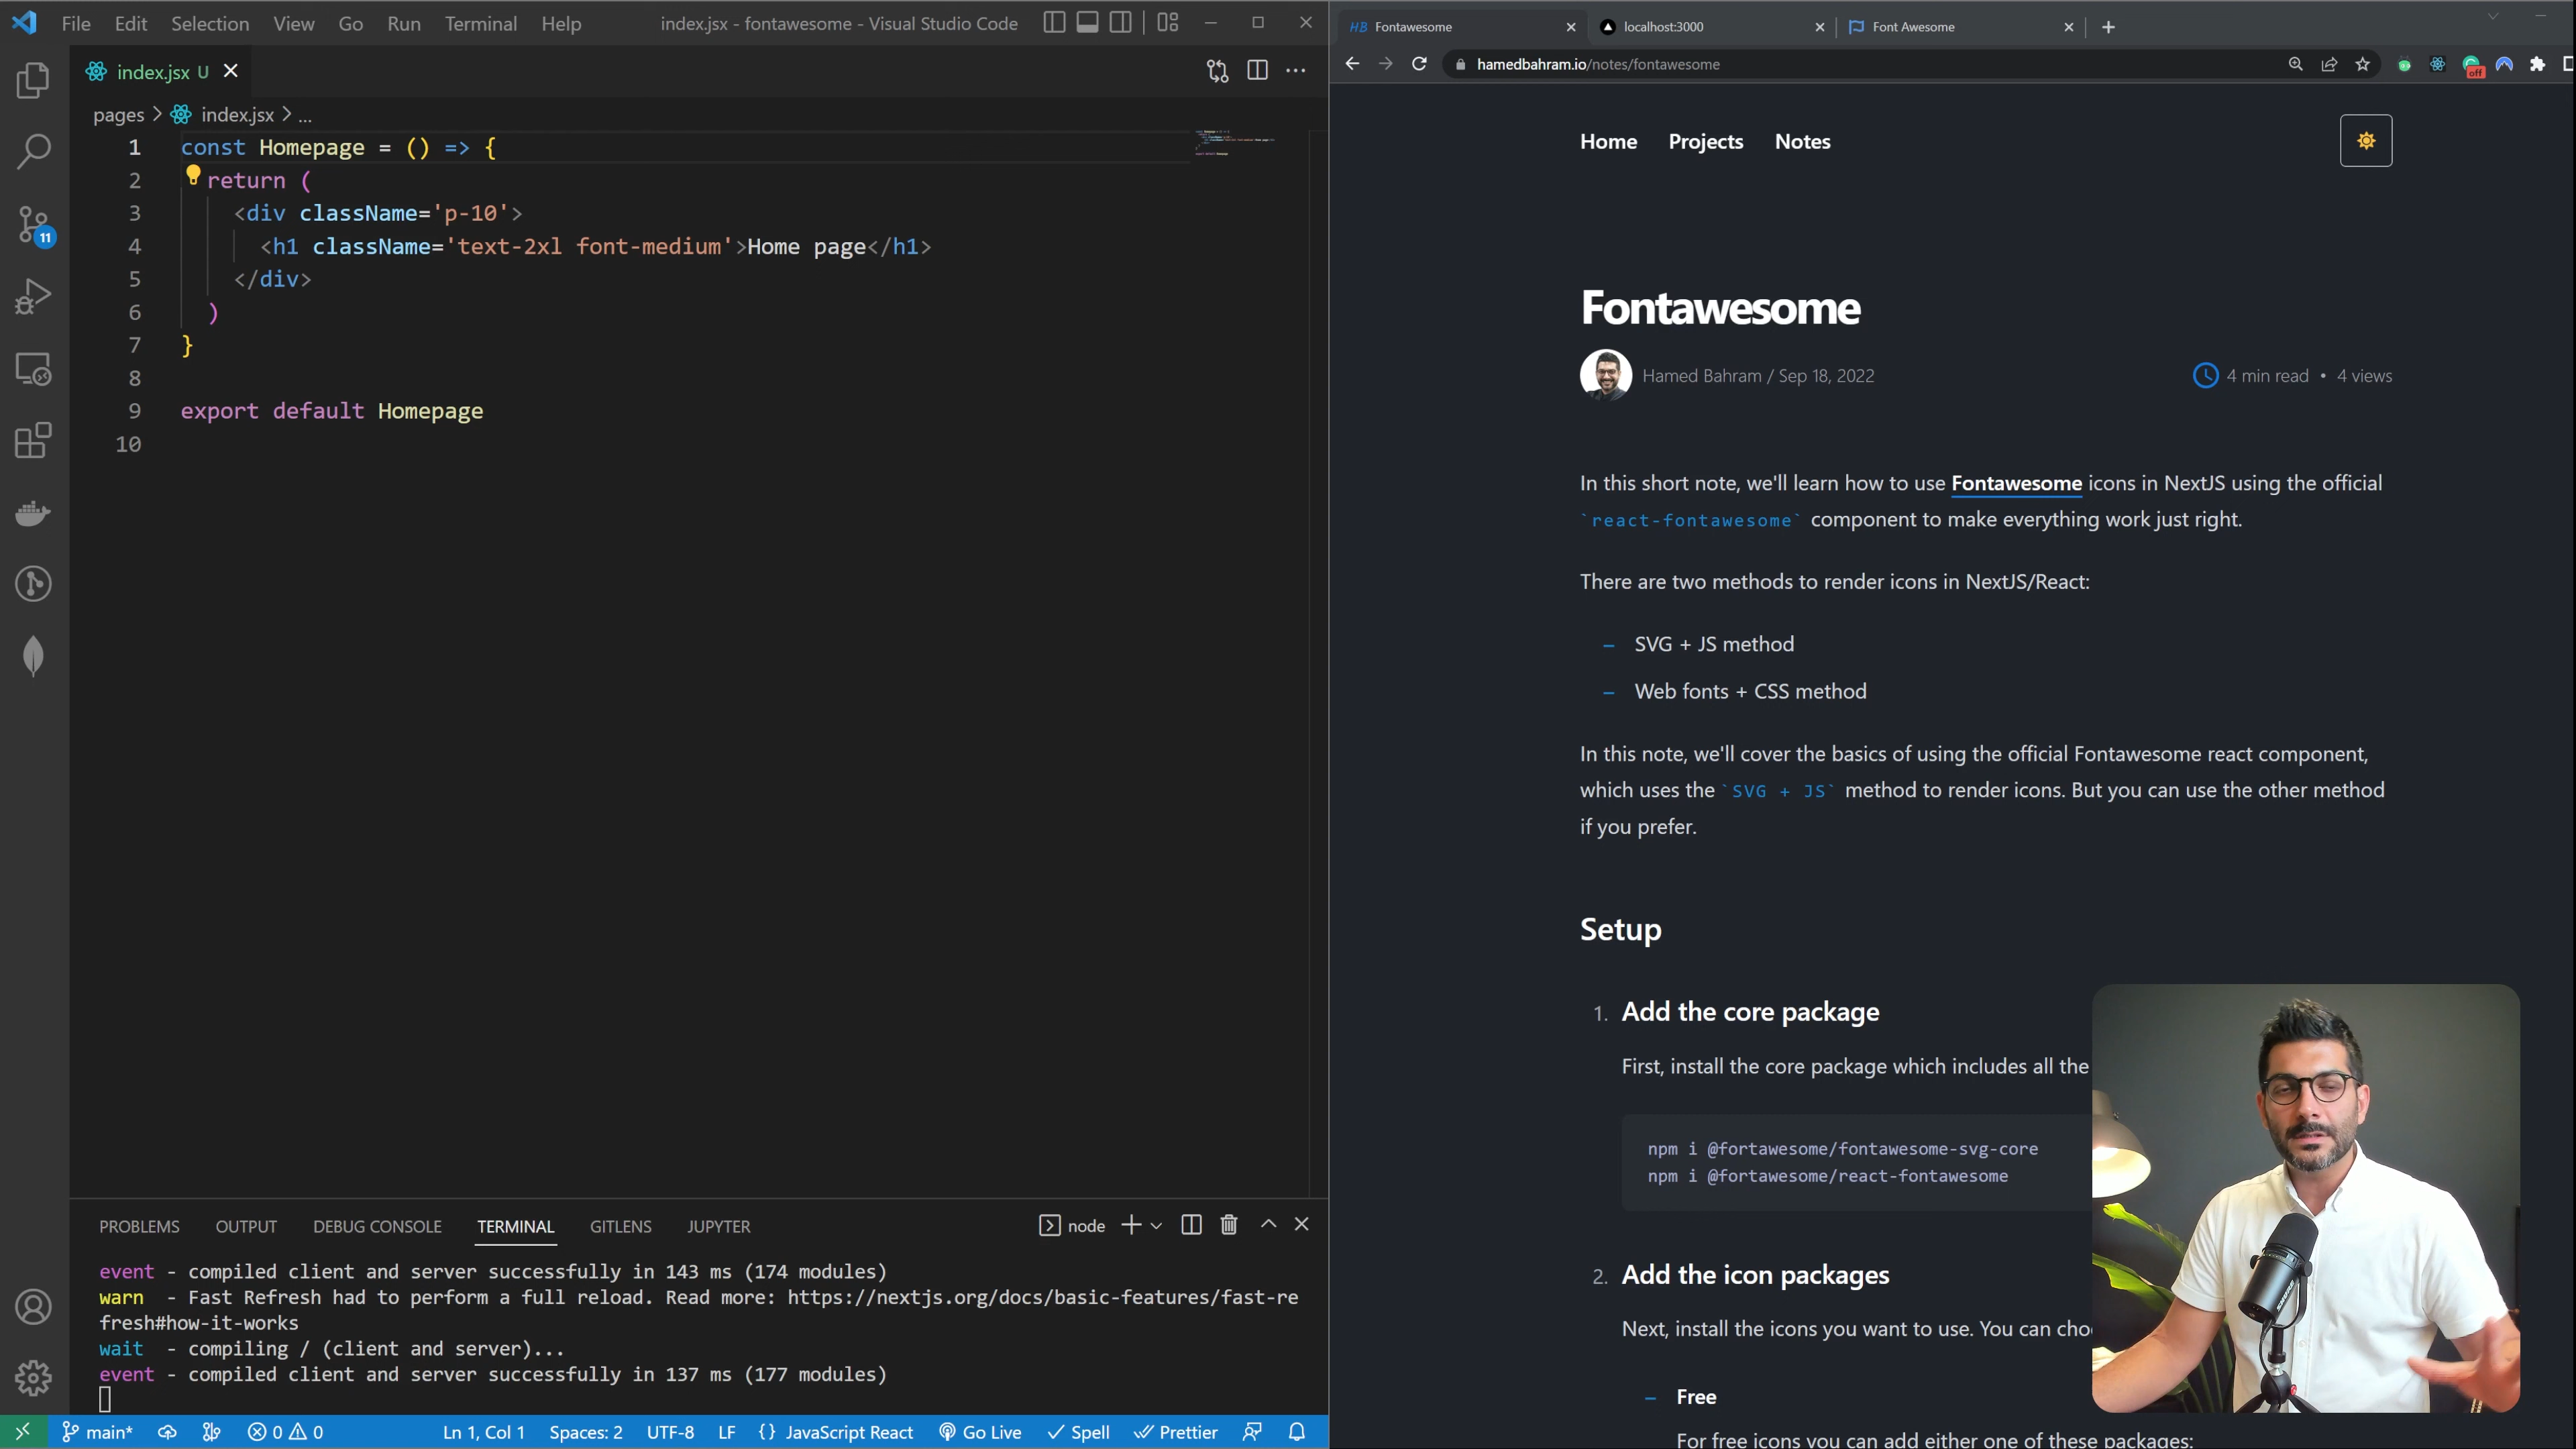 File Edit Selection View Go Run Terminal Help
index.jsx - fontawesome - Visual Studio Code
index.jsx U
pages > index.jsx > ...
1 const Homepage = () => {
2 return (
3 <div className='p-10'>
4 <h1 className='text-2xl font-medium'>Home page</h1>
5 </div>
6 )
7 }
8
9 export default Homepage
10
11
PROBLEMS OUTPUT DEBUG CONSOLE TERMINAL GITLENS JUPYTER
node
event - compiled client and server successfully in 143 ms (174 modules)
warn - Fast Refresh had to perform a full reload. Read more: https://nextjs.org/docs/basic-features/fast-re
fresh#how-it-works
wait - compiling / (client and server)...
event - compiled client and server successfully in 137 ms (177 modules)
main* 0 0 Ln 1, Col 1 Spaces: 2 UTF-8 LF {} JavaScript React Go Live Spell Prettier
HB Fontawesome
localhost:3000
Font Awesome
hamedbahram.io/notes/fontawesome
off
Home Projects Notes
Fontawesome
Hamed Bahram / Sep 18, 2022
4 min read • 4 views
In this short note, we'll learn how to use Fontawesome icons in NextJS using the official
`react-fontawesome` component to make everything work just right.
There are two methods to render icons in NextJS/React:
– SVG + JS method
– Web fonts + CSS method
In this note, we'll cover the basics of using the official Fontawesome react component,
which uses the `SVG + JS` method to render icons. But you can use the other method
if you prefer.
Setup
1. Add the core package
First, install the core package which includes all the
npm i @fortawesome/fontawesome-svg-core
npm i @fortawesome/react-fontawesome
2. Add the icon packages
Next, install the icons you want to use. You can cho
– Free
For free icons you can add either one of these packages: